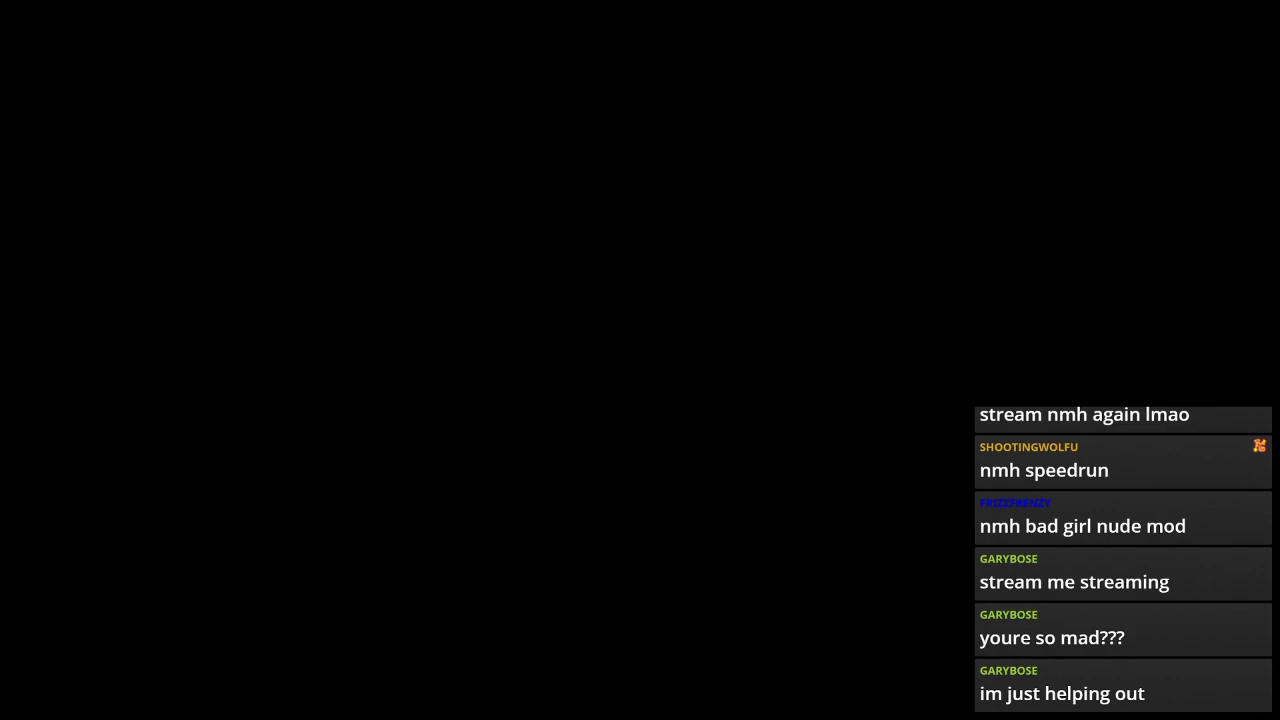 stream nmh again lmao
SHOOTINGWOLFU
nmh speedrun
FRIZZFRENZY
nmh bad girl nude mod
GARYBOSE
stream me streaming
GARYBOSE
youre so mad???
GARYBOSE
im just helping out